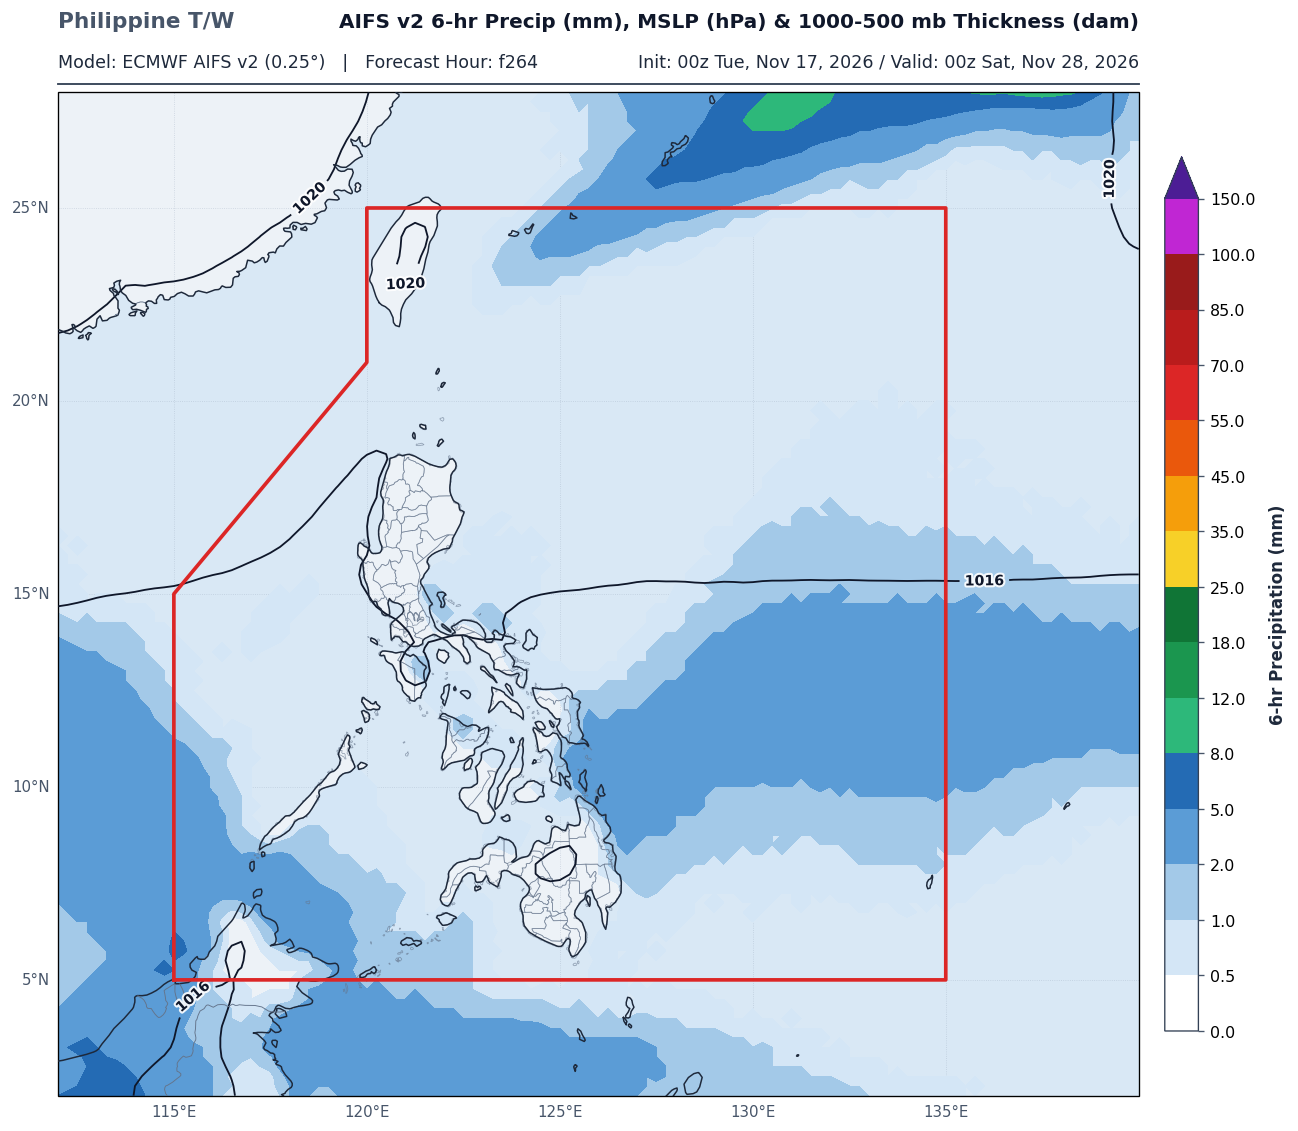 Philippine T/W
AIFS v2 6-hr Precip (mm), MSLP (hPa) & 1000-500 mb Thickness (dam)
Model: ECMWF AIFS v2 (0.25°) | Forecast Hour: f264
Init: 00z Tue, Nov 17, 2026 / Valid: 00z Sat, Nov 28, 2026
1020
1020
1020
1016
1016
25°N
20°N
15°N
10°N
5°N
115°E
120°E
125°E
130°E
135°E
150.0
100.0
85.0
70.0
55.0
45.0
35.0
25.0
18.0
12.0
8.0
5.0
2.0
1.0
0.5
0.0
6-hr Precipitation (mm)